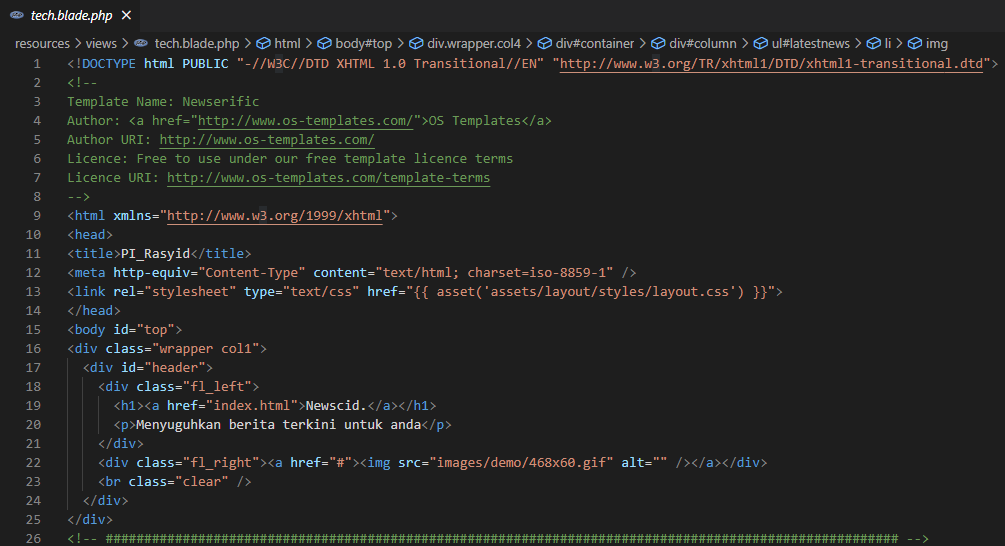 tech.blade.php ×
resources > views > tech.blade.php > html > body#top > div.wrapper.col4 > div#container > div#column > ul#latestnews > li > img
1 <!DOCTYPE html PUBLIC "-//W3C//DTD XHTML 1.0 Transitional//EN" "http://www.w3.org/TR/xhtml1/DTD/xhtml1-transitional.dtd">
2 <!--
3 Template Name: Newserific
4 Author: <a href="http://www.os-templates.com/">OS Templates</a>
5 Author URI: http://www.os-templates.com/
6 Licence: Free to use under our free template licence terms
7 Licence URI: http://www.os-templates.com/template-terms
8 -->
9 <html xmlns="http://www.w3.org/1999/xhtml">
10 <head>
11 <title>PI_Rasyid</title>
12 <meta http-equiv="Content-Type" content="text/html; charset=iso-8859-1" />
13 <link rel="stylesheet" type="text/css" href="{{ asset('assets/layout/styles/layout.css') }}">
14 </head>
15 <body id="top">
16 <div class="wrapper col1">
17 <div id="header">
18 <div class="fl_left">
19 <h1><a href="index.html">Newscid.</a></h1>
20 <p>Menyuguhkan berita terkini untuk anda</p>
21 </div>
22 <div class="fl_right"><a href="#"><img src="images/demo/468x60.gif" alt="" /></a></div>
23 <br class="clear" />
24 </div>
25 </div>
26 <!-- ####################################################################################################### -->